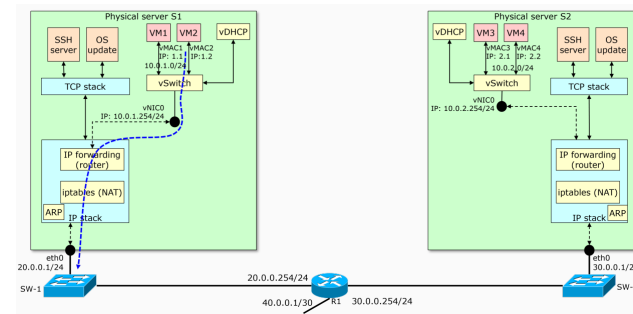 Physical server S1
SSH
server
OS
update
VM1
VM2
vDHCP
vMAC1
IP: 1.1
vMAC2
IP:1.2
10.0.1.0/24
TCP stack
vSwitch
vNIC0
IP: 10.0.1.254/24
IP forwarding
(router)
iptables (NAT)
ARP
IP stack
eth0
20.0.0.1/24
SW-1
Physical server S2
vDHCP
VM3
VM4
SSH
server
OS
update
vMAC3
IP: 2.1
vMAC4
IP: 2.2
10.0.2.0/24
vSwitch
TCP stack
vNIC0
IP: 10.0.2.254/24
IP forwarding
(router)
iptables (NAT)
ARP
IP stack
eth0
30.0.0.1/2
SW-
20.0.0.254/24
R1
30.0.0.254/24
40.0.0.1/30